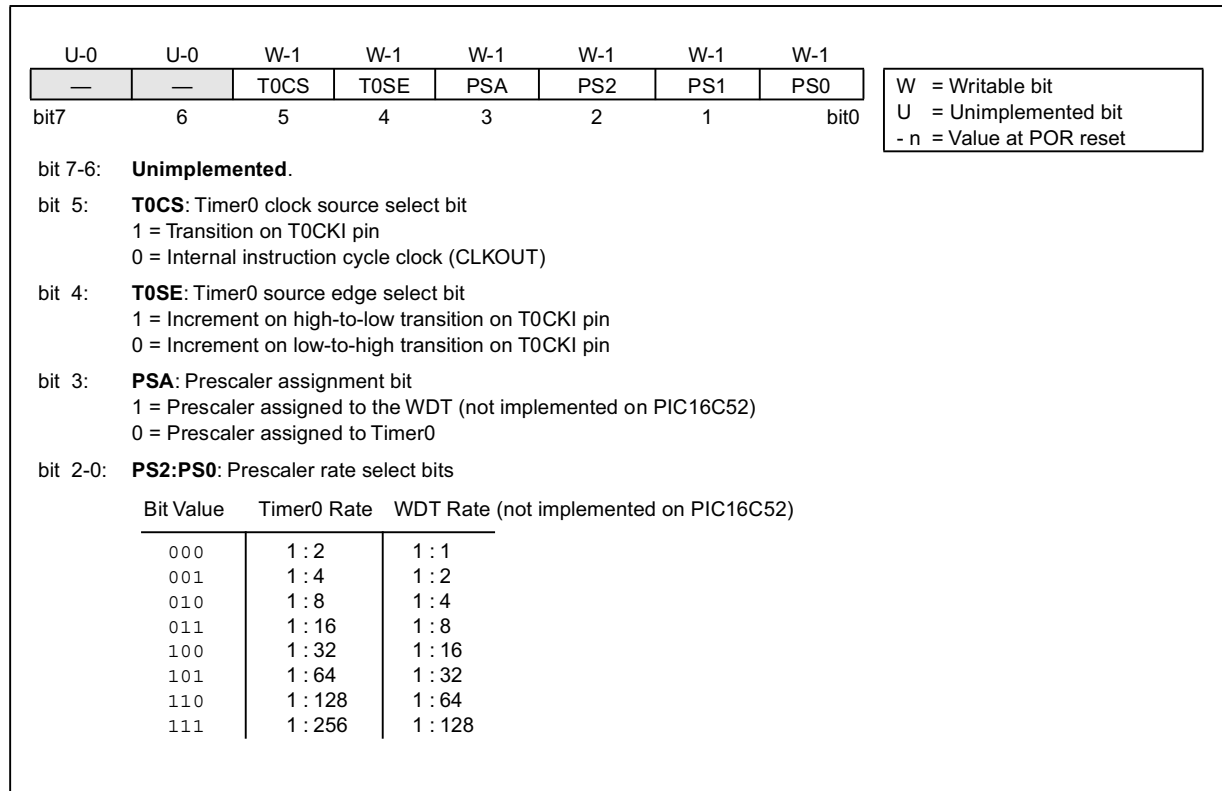 U-0 U-0 W-1 W-1 W-1 W-1 W-1 W-1
— — T0CS T0SE PSA PS2 PS1 PS0
bit7 6 5 4 3 2 1 bit0
W = Writable bit
U = Unimplemented bit
- n = Value at POR reset
bit 7-6: Unimplemented.
bit 5: T0CS: Timer0 clock source select bit
1 = Transition on T0CKI pin
0 = Internal instruction cycle clock (CLKOUT)
bit 4: T0SE: Timer0 source edge select bit
1 = Increment on high-to-low transition on T0CKI pin
0 = Increment on low-to-high transition on T0CKI pin
bit 3: PSA: Prescaler assignment bit
1 = Prescaler assigned to the WDT (not implemented on PIC16C52)
0 = Prescaler assigned to Timer0
bit 2-0: PS2:PS0: Prescaler rate select bits
Bit Value Timer0 Rate WDT Rate (not implemented on PIC16C52)
000 1 : 2 1 : 1
001 1 : 4 1 : 2
010 1 : 8 1 : 4
011 1 : 16 1 : 8
100 1 : 32 1 : 16
101 1 : 64 1 : 32
110 1 : 128 1 : 64
111 1 : 256 1 : 128